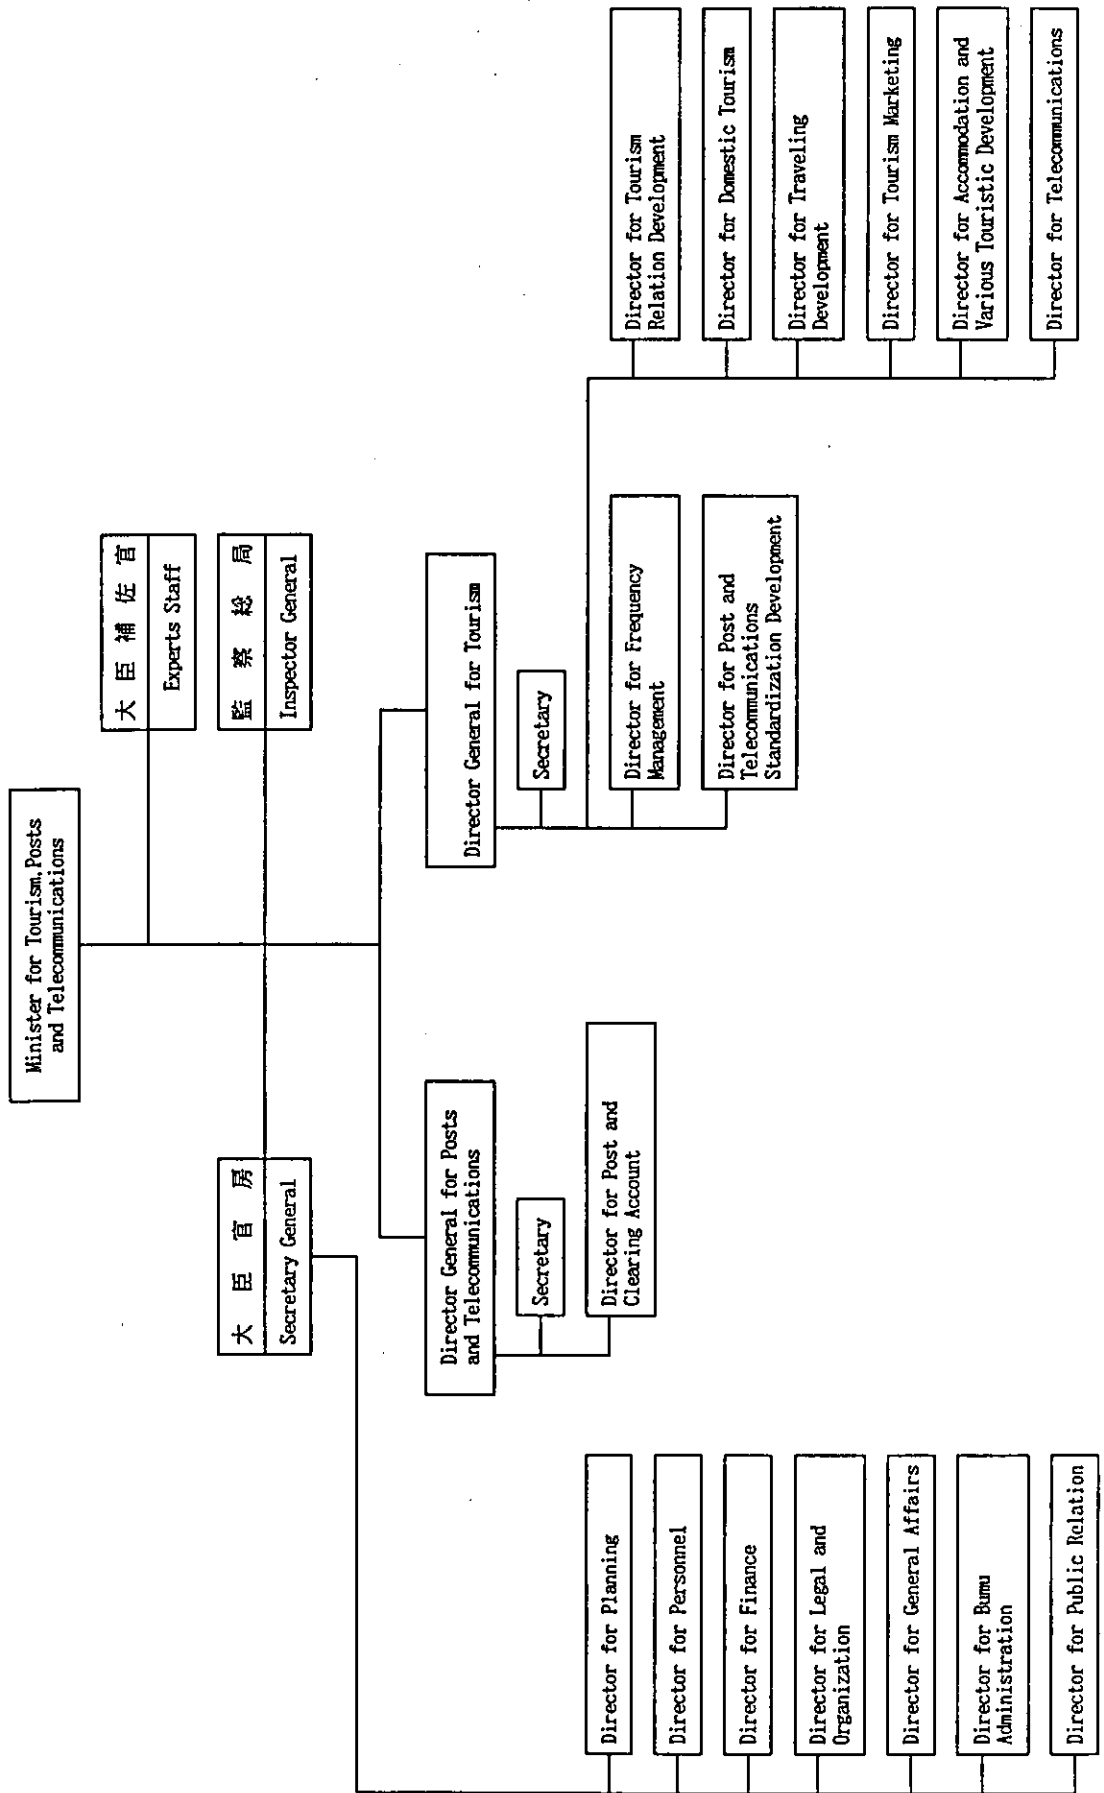 Minister for Tourism, Posts
and Telecommunications
大臣補佐官
Experts Staff
大臣官房
Secretary General
監察総局
Inspector General
Director General for Posts
and Telecommunications
Director General for Tourism
Secretary
Director for Post and
Clearing Account
Secretary
Director for Frequency
Management
Director for Post and
Telecommunications
Standardization Development
Director for Planning
Director for Personnel
Director for Finance
Director for Legal and
Organization
Director for General Affairs
Director for Bumu
Administration
Director for Public Relation
Director for Tourism
Relation Development
Director for Domestic Tourism
Director for Traveling
Development
Director for Tourism Marketing
Director for Accommodation and
Various Touristic Development
Director for Telecommunications